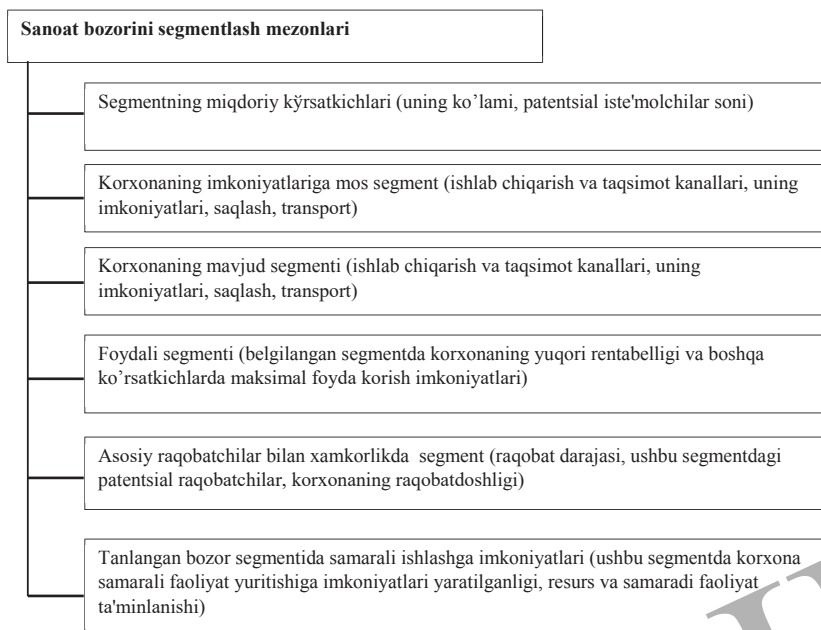 Sanoat bozorini segmentlash mezonlari
Segmentning miqdoriy kўrsatkichlari (uning ko’lami, patentsial iste'molchilar soni)
Korxonaning imkoniyatlariga mos segment (ishlab chiqarish va taqsimot kanallari, uning
imkoniyatlari, saqlash, transport)
Korxonaning mavjud segmenti (ishlab chiqarish va taqsimot kanallari, uning
imkoniyatlari, saqlash, transport)
Foydali segmenti (belgilangan segmentda korxonaning yuqori rentabelligi va boshqa
ko’rsatkichlarda maksimal foyda korish imkoniyatlari)
Asosiy raqobatchilar bilan xamkorlikda segment (raqobat darajasi, ushbu segmentdagi
patentsial raqobatchilar, korxonaning raqobatdoshligi)
Tanlangan bozor segmentida samarali ishlashga imkoniyatlari (ushbu segmentda korxona
samarali faoliyat yuritishiga imkoniyatlari yaratilganligi, resurs va samaradi faoliyat
ta'minlanishi)